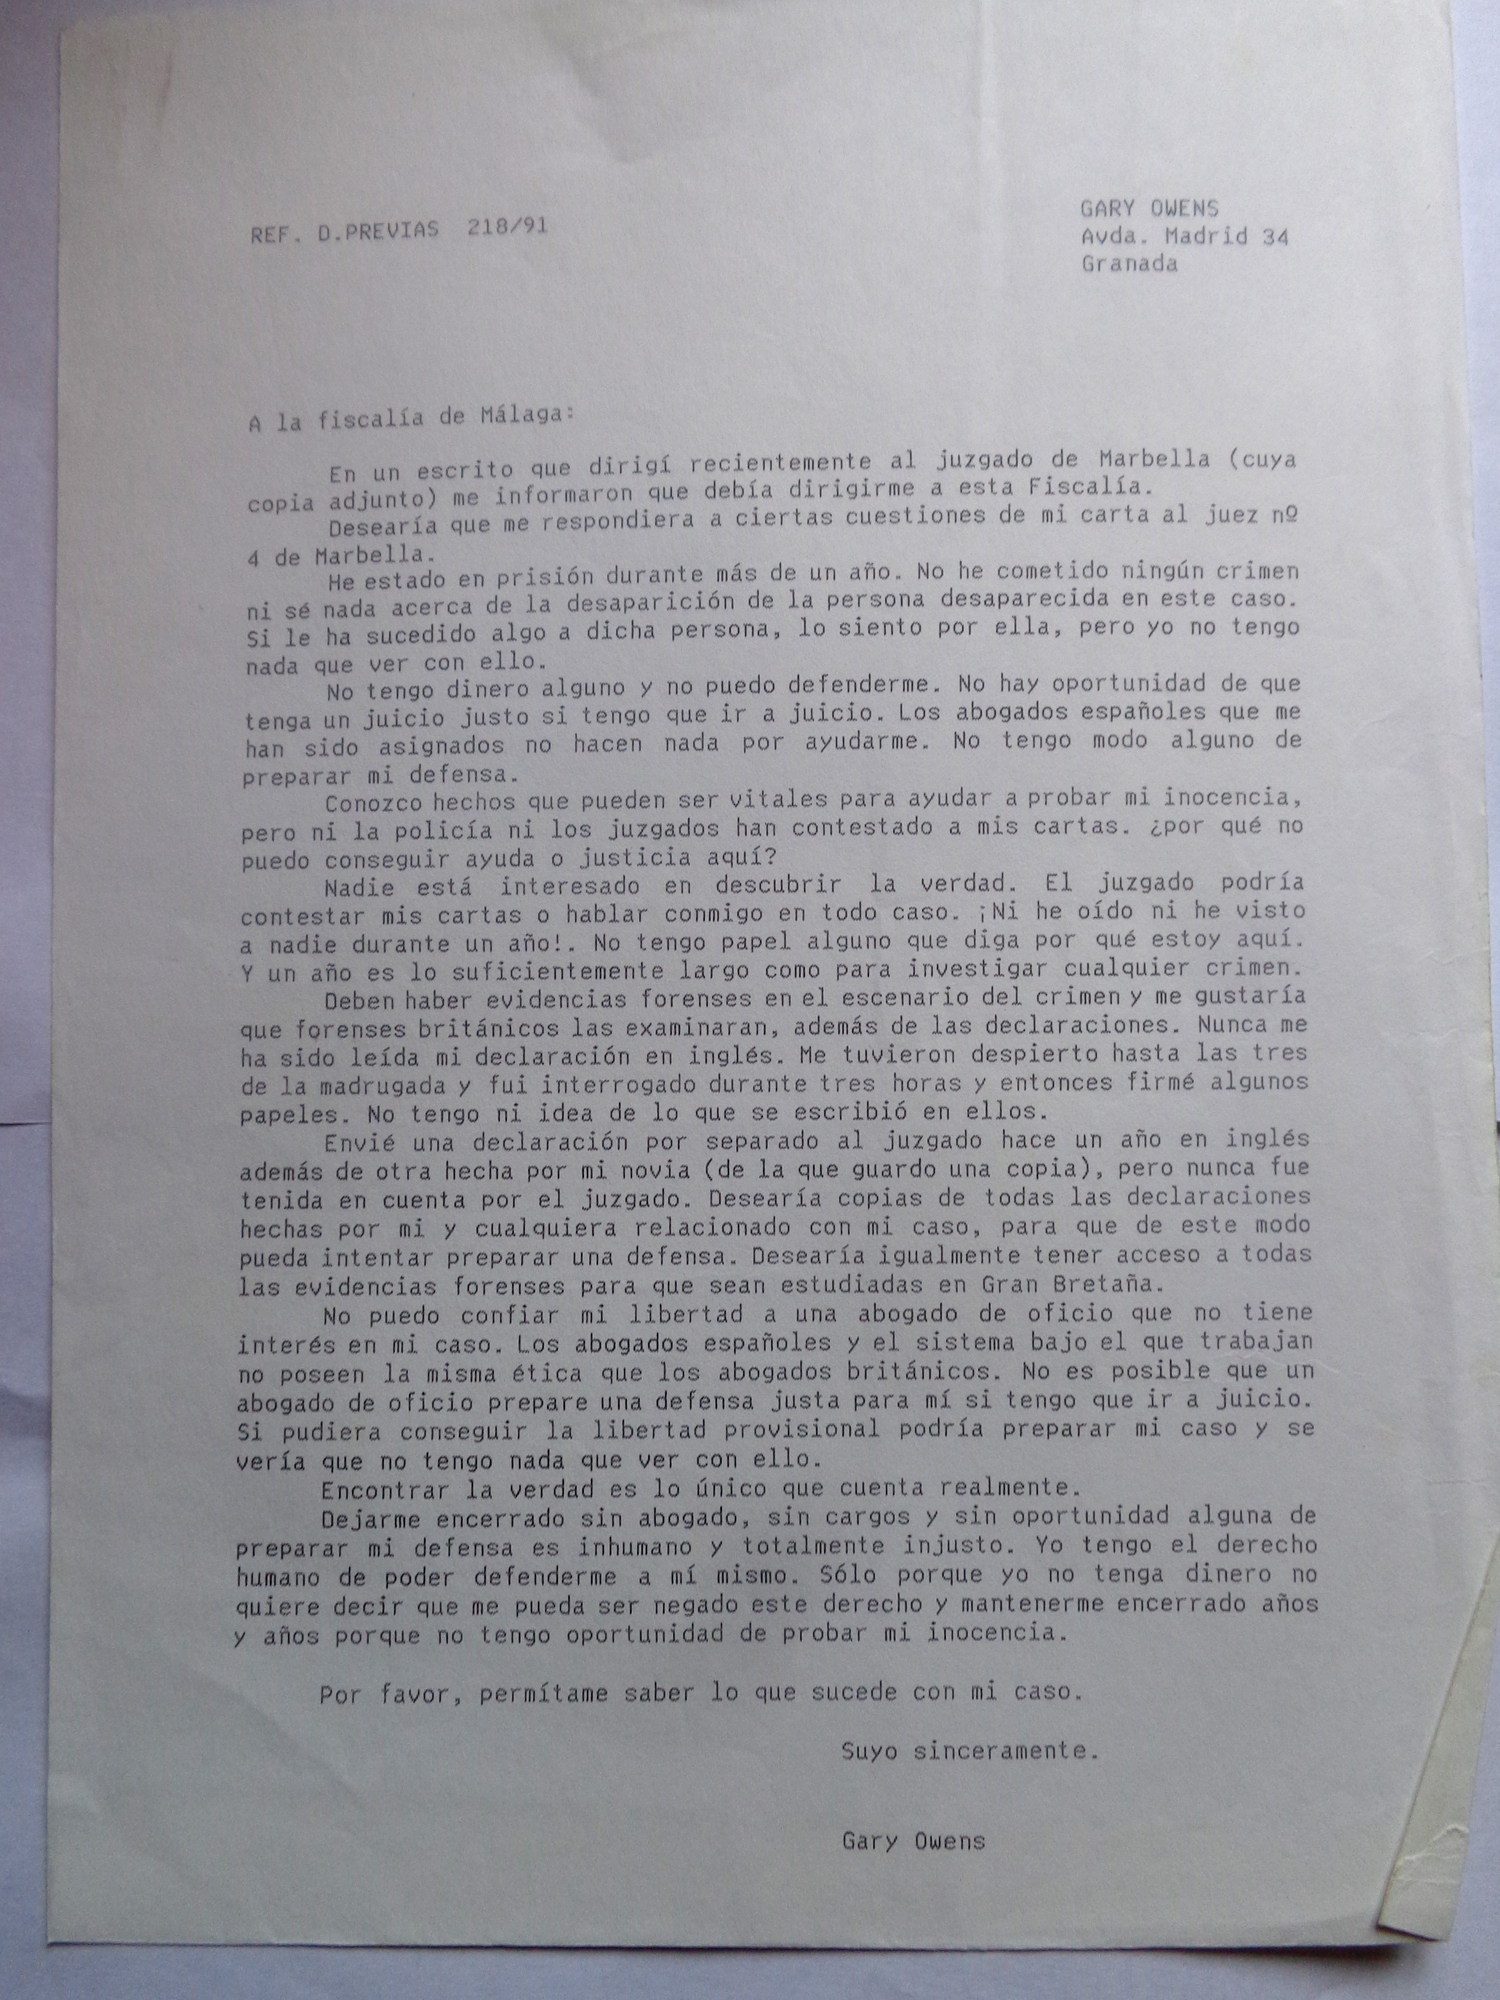 REF. D.PREVIAS 218/91
GARY OWENS
Avda. Madrid 34
Granada
A la fiscalía de Málaga:
En un escrito que dirigí recientemente al juzgado de Marbella (cuya
copia adjunto) me informaron que debía dirigirme a esta Fiscalía.
Desearía que me respondiera a ciertas cuestiones de mi carta al juez nº
4 de Marbella.
He estado en prisión durante más de un año. No he cometido ningún crimen
ni sé nada acerca de la desaparición de la persona desaparecida en este caso.
Si le ha sucedido algo a dicha persona, lo siento por ella, pero yo no tengo
nada que ver con ello.
No tengo dinero alguno y no puedo defenderme. No hay oportunidad de que
tenga un juicio justo si tengo que ir a juicio. Los abogados españoles que me
han sido asignados no hacen nada por ayudarme. No tengo modo alguno de
preparar mi defensa.
Conozco hechos que pueden ser vitales para ayudar a probar mi inocencia,
pero ni la policía ni los juzgados han contestado a mis cartas. ¿por qué no
puedo conseguir ayuda o justicia aquí?
Nadie está interesado en descubrir la verdad. El juzgado podría
contestar mis cartas o hablar conmigo en todo caso. ¡Ni he oído ni he visto
a nadie durante un año!. No tengo papel alguno que diga por qué estoy aquí.
Y un año es lo suficientemente largo como para investigar cualquier crimen.
Deben haber evidencias forenses en el escenario del crimen y me gustaría
que forenses británicos las examinaran, además de las declaraciones. Nunca me
ha sido leída mi declaración en inglés. Me tuvieron despierto hasta las tres
de la madrugada y fui interrogado durante tres horas y entonces firmé algunos
papeles. No tengo ni idea de lo que se escribió en ellos.
Envié una declaración por separado al juzgado hace un año en inglés
además de otra hecha por mi novia (de la que guardo una copia), pero nunca fue
tenida en cuenta por el juzgado. Desearía copias de todas las declaraciones
hechas por mi y cualquiera relacionado con mi caso, para que de este modo
pueda intentar preparar una defensa. Desearía igualmente tener acceso a todas
las evidencias forenses para que sean estudiadas en Gran Bretaña.
No puedo confiar mi libertad a una abogado de oficio que no tiene
interés en mi caso. Los abogados españoles y el sistema bajo el que trabajan
no poseen la misma ética que los abogados británicos. No es posible que un
abogado de oficio prepare una defensa justa para mí si tengo que ir a juicio.
Si pudiera conseguir la libertad provisional podría preparar mi caso y se
vería que no tengo nada que ver con ello.
Encontrar la verdad es lo único que cuenta realmente.
Dejarme encerrado sin abogado, sin cargos y sin oportunidad alguna de
preparar mi defensa es inhumano y totalmente injusto. Yo tengo el derecho
humano de poder defenderme a mí mismo. Sólo porque yo no tenga dinero no
quiere decir que me pueda ser negado este derecho y mantenerme encerrado años
y años porque no tengo oportunidad de probar mi inocencia.
Por favor, permítame saber lo que sucede con mi caso.
Suyo sinceramente.
Gary Owens